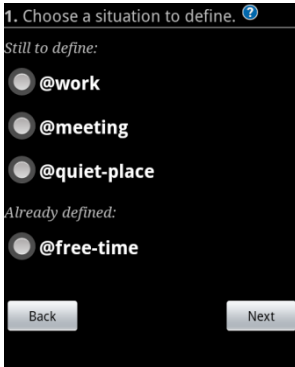 1. Choose a situation to define. ?
Still to define:
@work
@meeting
@quiet-place
Already defined:
@free-time
Back Next